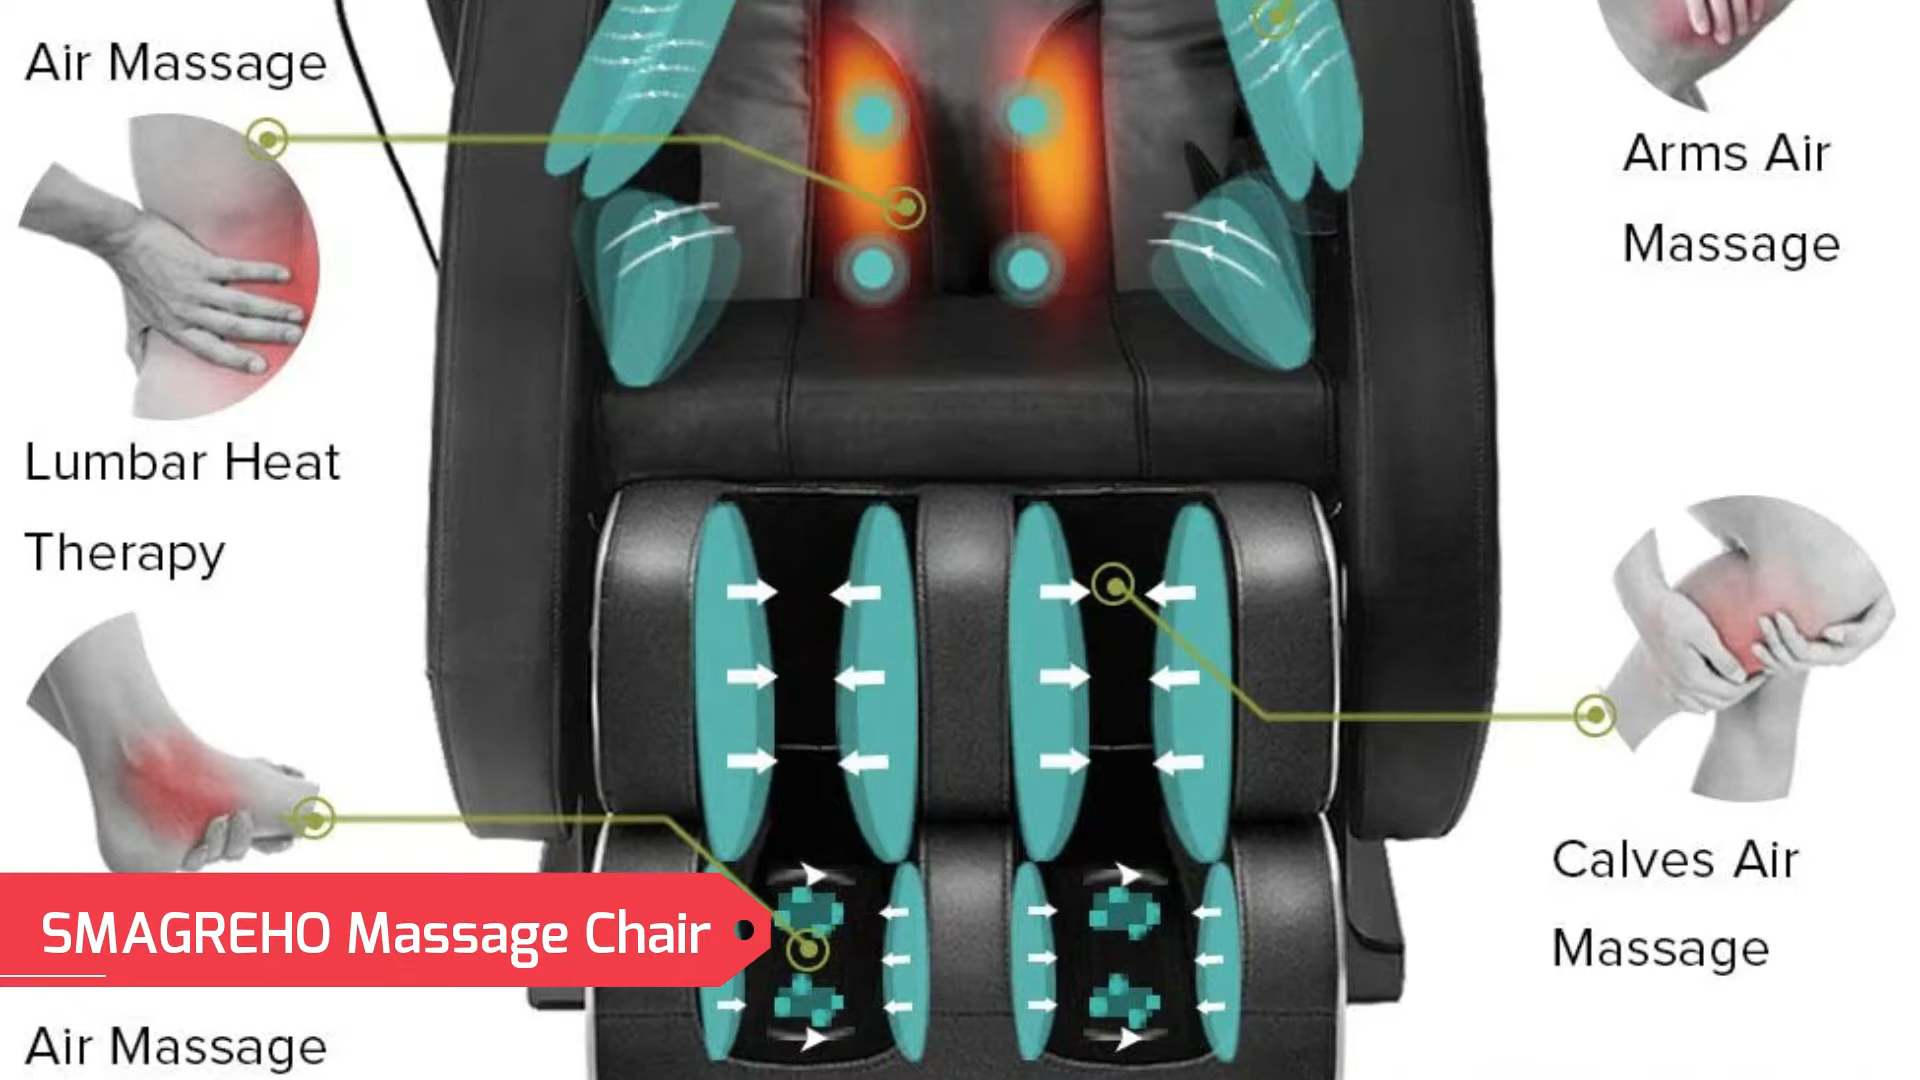 Air Massage
Arms Air
Massage
Lumbar Heat
Therapy
Calves Air
Massage
SMAGREHO Massage Chair
Air Massage